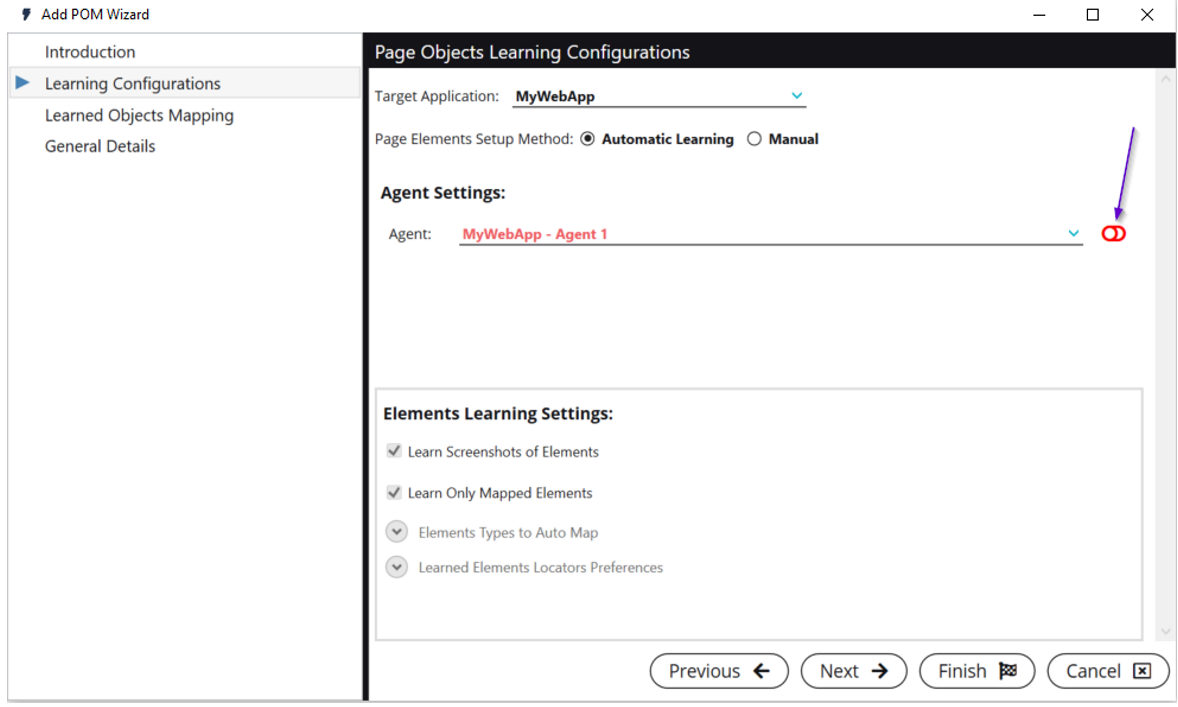 Add POM Wizard
Introduction
Learning Configurations
Learned Objects Mapping
General Details
Page Objects Learning Configurations
Target Application: MyWebApp
Page Elements Setup Method: Automatic Learning Manual
Agent Settings:
Agent: MyWebApp - Agent 1
Elements Learning Settings:
Learn Screenshots of Elements
Learn Only Mapped Elements
Elements Types to Auto Map
Learned Elements Locators Preferences
Previous Next Finish Cancel